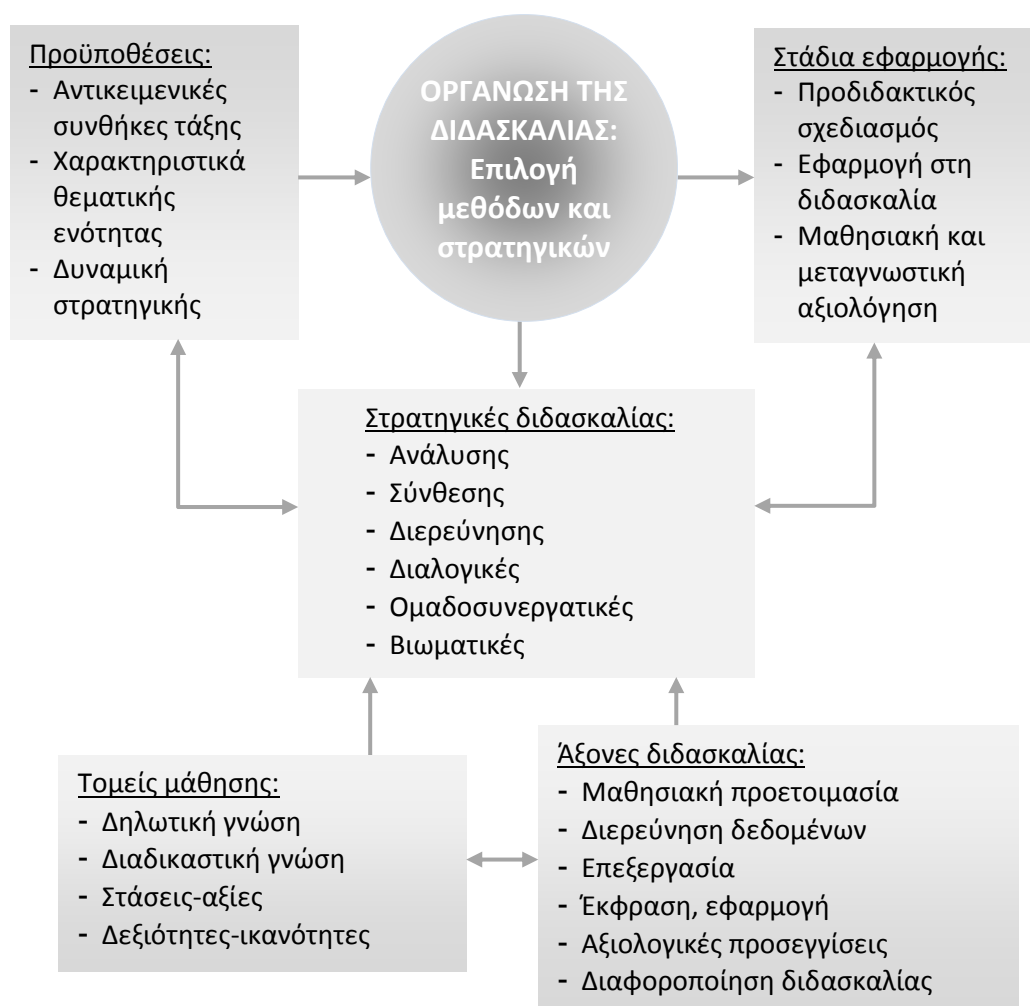 Προϋποθέσεις:
- Αντικειμενικές
συνθήκες τάξης
- Χαρακτηριστικά
θεματικής
ενότητας
- Δυναμική
στρατηγικής
ΟΡΓΑΝΩΣΗ ΤΗΣ
ΔΙΔΑΣΚΑΛΙΑΣ:
Επιλογή
μεθόδων και
στρατηγικών
Στάδια εφαρμογής:
- Προδιδακτικός
σχεδιασμός
- Εφαρμογή στη
διδασκαλία
- Μαθησιακή και
μεταγνωστική
αξιολόγηση
Στρατηγικές διδασκαλίας:
- Ανάλυσης
- Σύνθεσης
- Διερεύνησης
- Διαλογικές
- Ομαδοσυνεργατικές
- Βιωματικές
Τομείς μάθησης:
- Δηλωτική γνώση
- Διαδικαστική γνώση
- Στάσεις-αξίες
- Δεξιότητες-ικανότητες
Άξονες διδασκαλίας:
- Μαθησιακή προετοιμασία
- Διερεύνηση δεδομένων
- Επεξεργασία
- Έκφραση, εφαρμογή
- Αξιολογικές προσεγγίσεις
- Διαφοροποίηση διδασκαλίας